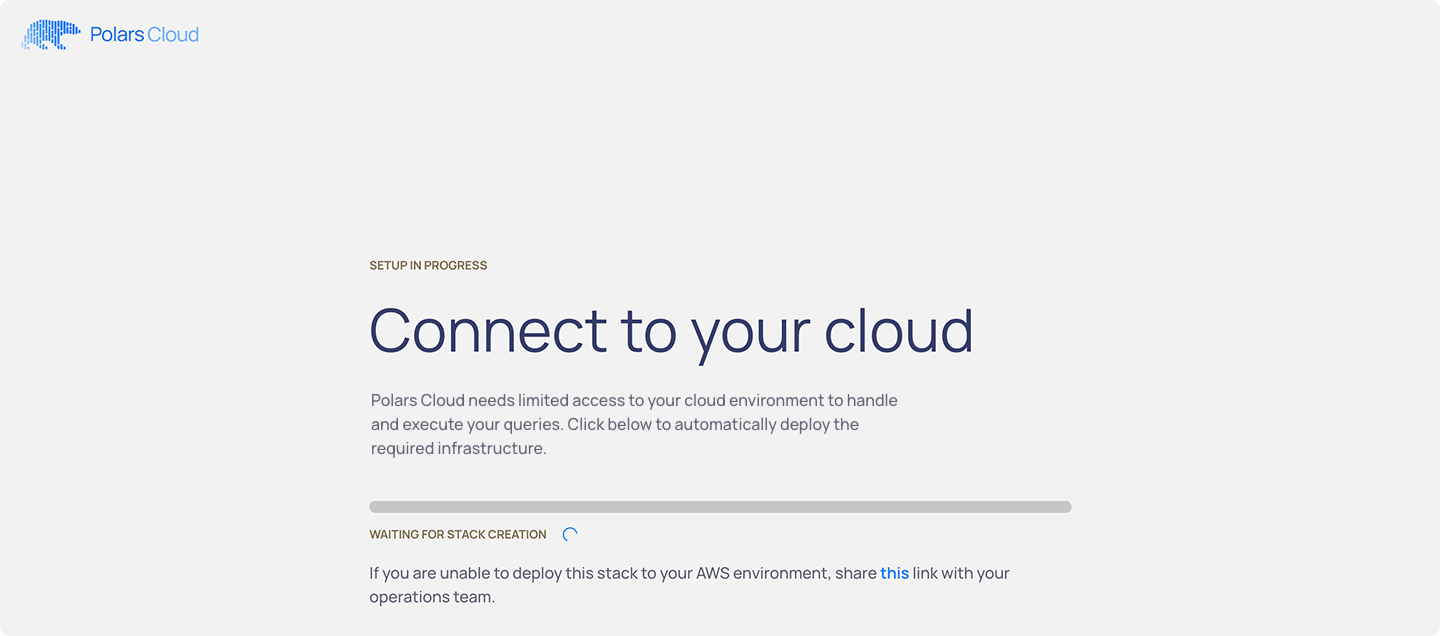 Polars Cloud
SETUP IN PROGRESS
Connect to your cloud
Polars Cloud needs limited access to your cloud environment to handle
and execute your queries. Click below to automatically deploy the
required infrastructure.
WAITING FOR STACK CREATION
If you are unable to deploy this stack to your AWS environment, share this link with your
operations team.